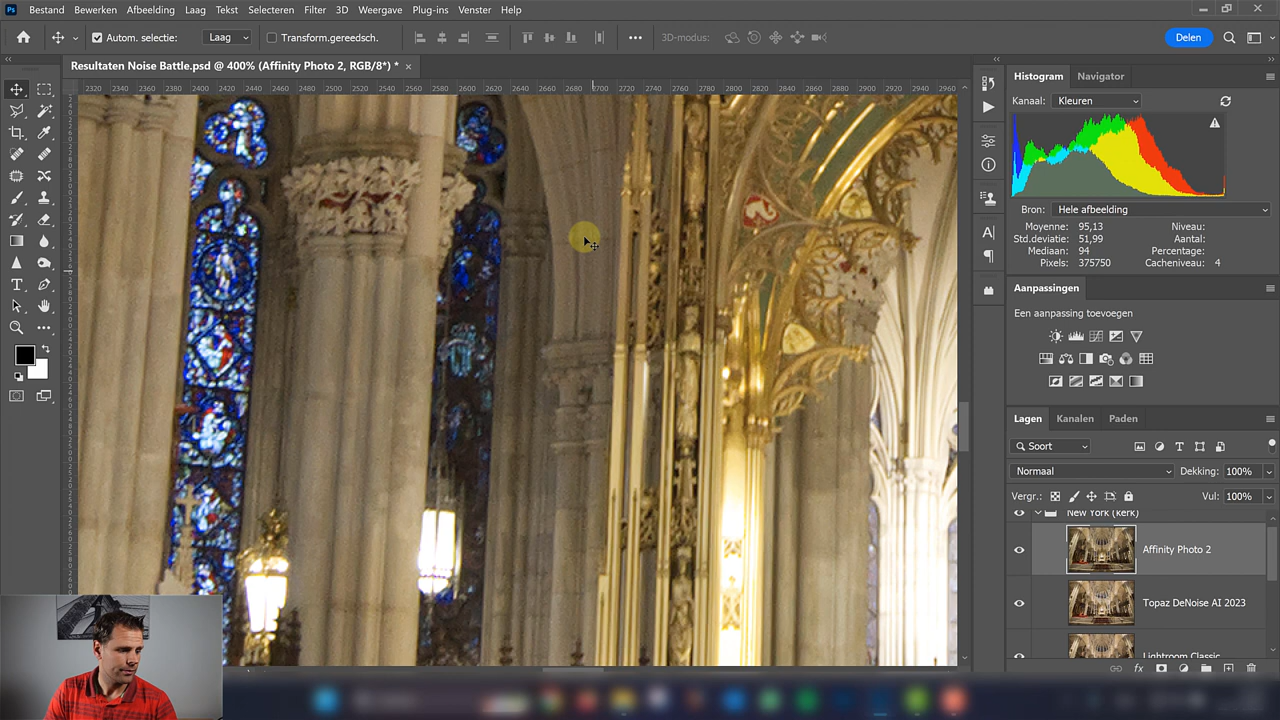 Ps Bestand Bewerken Afbeelding Laag Tekst Selecteren Filter 3D Weergave Plug-ins Venster Help
Autom. selectie: Laag Transform.gereedsch. 3D-modus: Delen
Resultaten Noise Battle.psd @ 400% (Affinity Photo 2, RGB/8*) *
2320 2340 2360 2380 2400 2420 2440 2460 2480 2500 2520 2540 2560 2580 2600 2620 2640 2660 2680 2700 2720 2740 2760 2780 2800 2820 2840 2860 2880 2900 2920 2940 2960
Histogram Navigator
Kanaal: Kleuren
Bron: Hele afbeelding
Moyenne: 95,13 Niveau:
Std.deviatie: 51,99 Aantal:
Mediaan: 94 Percentage:
Pixels: 375750 Cacheniveau: 4
Aanpassingen
Een aanpassing toevoegen
Lagen Kanalen Paden
Soort
Normaal Dekking: 100%
Vergr.: Vul: 100%
New York (kerk)
Affinity Photo 2
Topaz DeNoise AI 2023
Lightroom Classic